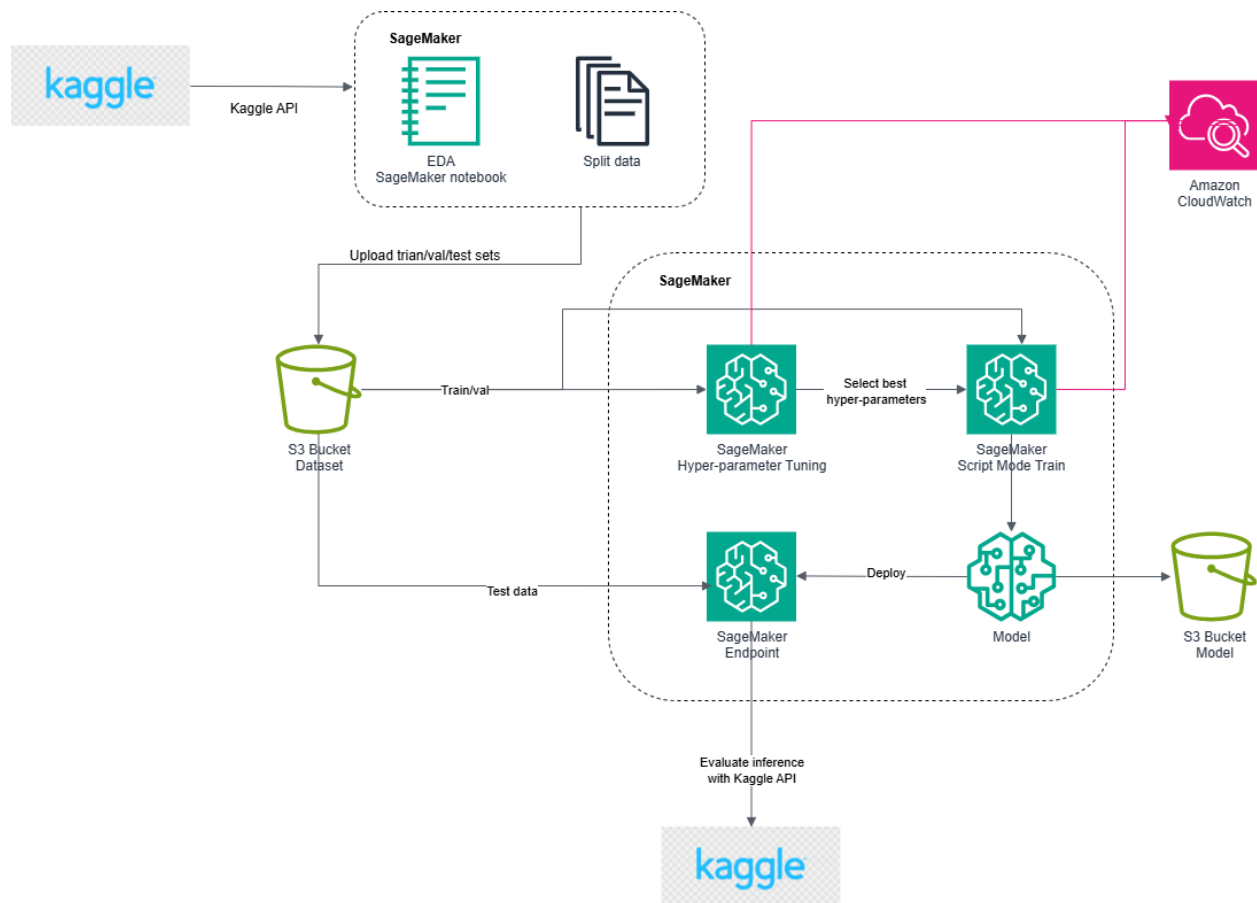 SageMaker
kaggle
Kaggle API
EDA
SageMaker notebook
Split data
Amazon
CloudWatch
Upload trian/val/test sets
SageMaker
Train/val
Select best
hyper-parameters
S3 Bucket
Dataset
SageMaker
Hyper-parameter Tuning
SageMaker
Script Mode Train
Test data
Deploy
SageMaker
Endpoint
Model
S3 Bucket
Model
Evaluate inference
with Kaggle API
kaggle